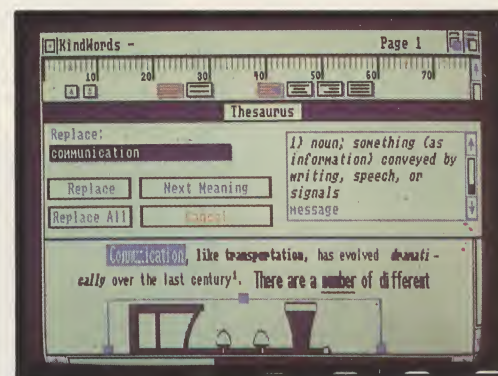 KindWords - Page 1
10 20 30 40 50 60 70
Thesaurus
Replace:
communication
Replace Next Meaning
Replace All Cancel
1) noun; something (as
information) conveyed by
writing, speech, or
signals
message
Communication, like transportation, has evolved dramati-
cally over the last century¹. There are a number of different